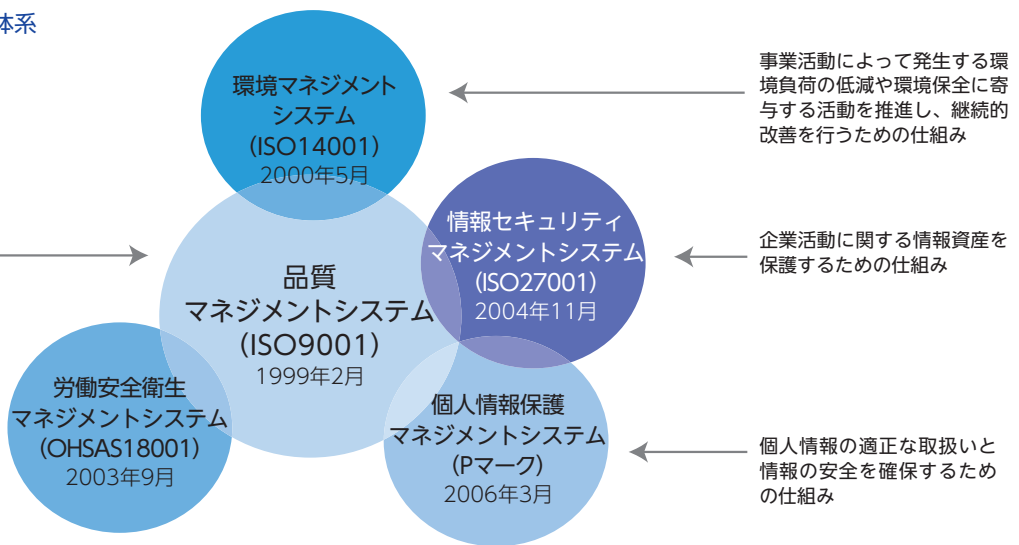 体系
環境マネジメント
システム
(ISO14001)
2000年5月
事業活動によって発生する環
境負荷の低減や環境保全に寄
与する活動を推進し、継続的
改善を行うための仕組み
情報セキュリティ
マネジメントシステム
(ISO27001)
2004年11月
企業活動に関する情報資産を
保護するための仕組み
品質
マネジメントシステム
(ISO9001)
1999年2月
労働安全衛生
マネジメントシステム
(OHSAS18001)
2003年9月
個人情報保護
マネジメントシステム
(Pマーク)
2006年3月
個人情報の適正な取扱いと
情報の安全を確保するため
の仕組み